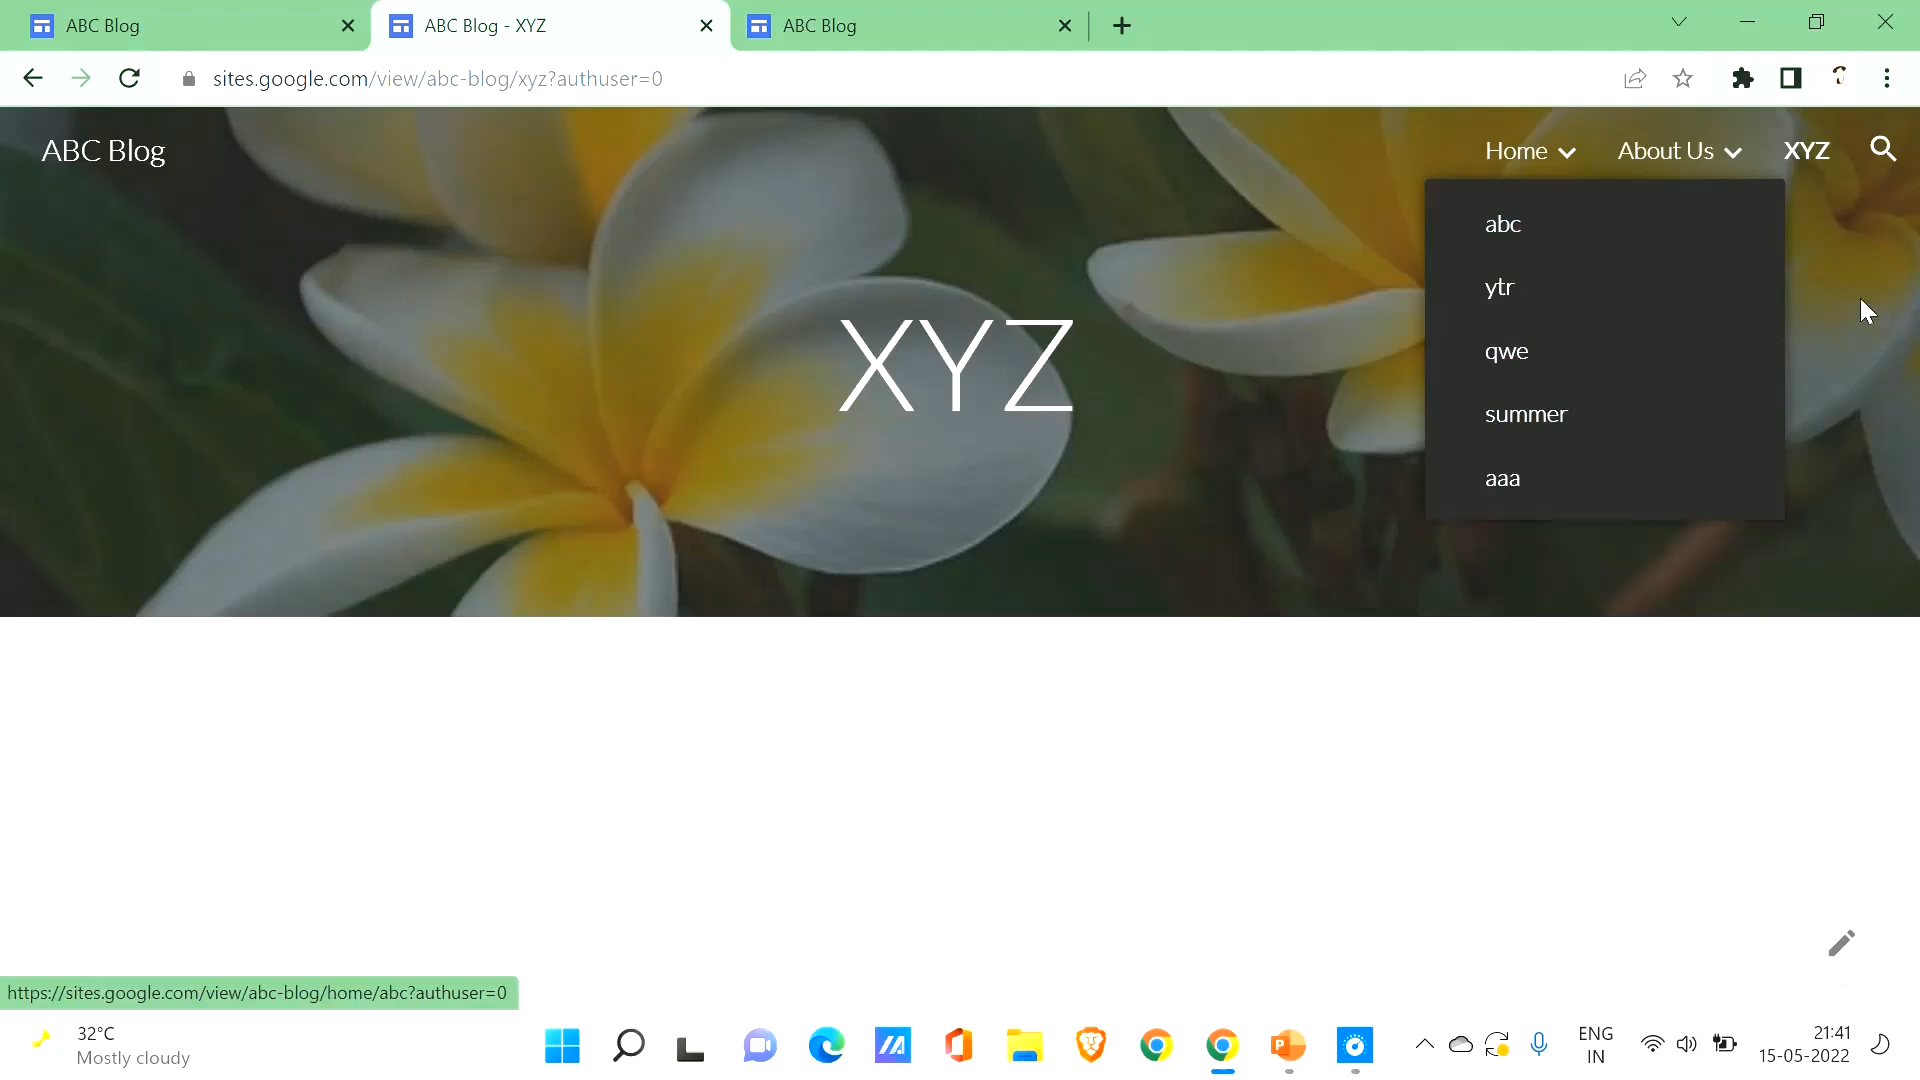 ABC Blog
ABC Blog - XYZ
ABC Blog
sites.google.com/view/abc-blog/xyz?authuser=0
ABC Blog
Home
About Us
XYZ
abc
ytr
qwe
summer
aaa
XYZ
https://sites.google.com/view/abc-blog/home/abc?authuser=0
32°C
Mostly cloudy
ENG
IN
21:41
15-05-2022